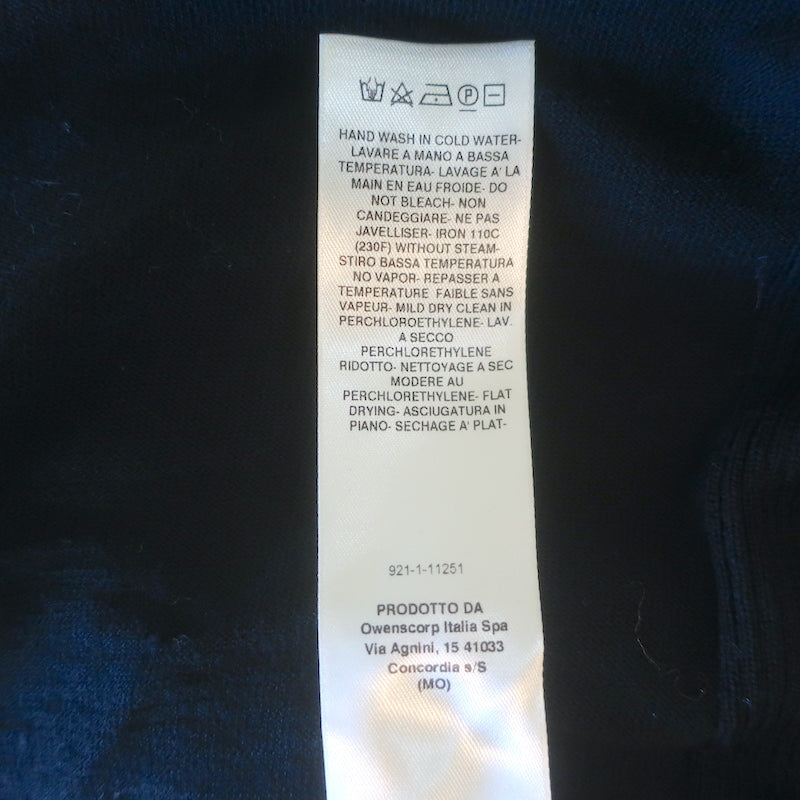 P
HAND WASH IN COLD WATER-
LAVARE A MANO A BASSA
TEMPERATURA- LAVAGE A' LA
MAIN EN EAU FROIDE- DO
NOT BLEACH- NON
CANDEGGIARE- NE PAS
JAVELLISER- IRON 110C
(230F) WITHOUT STEAM-
STIRO BASSA TEMPERATURA
NO VAPOR- REPASSER A
TEMPERATURE FAIBLE SANS
VAPEUR- MILD DRY CLEAN IN
PERCHLOROETHYLENE- LAV.
A SECCO
PERCHLORETHYLENE
RIDOTTO- NETTOYAGE A SEC
MODERE AU
PERCHLORETHYLENE- FLAT
DRYING- ASCIUGATURA IN
PIANO- SECHAGE A' PLAT-
921-1-11251
PRODOTTO DA
Owenscorp Italia Spa
Via Agnini, 15 41033
Concordia s/S
(MO)